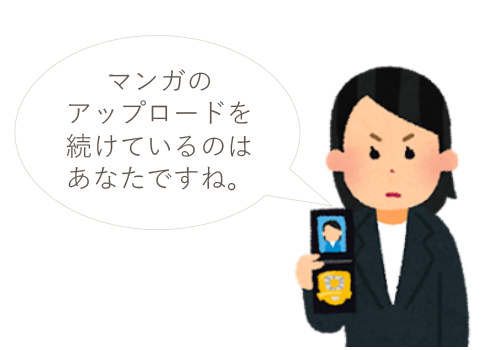 マンガの
アップロードを
続けているのは
あなたですね。